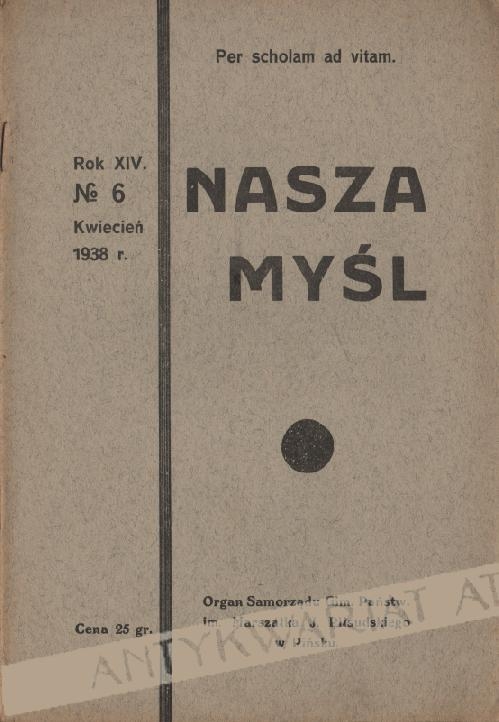 Per scholam ad vitam.
Rok XIV.
№ 6
Kwiecień
1938 r.
NASZA
MYŚL
Organ Samorządu Gim. Państw.
im. Marszałka J. Piłsudskiego
w Pińsku.
Cena 25 gr.
ANTYKWARIAT AT